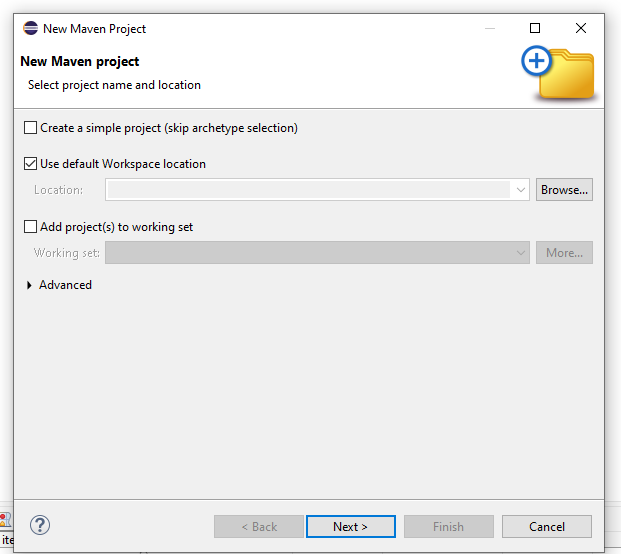 New Maven Project
New Maven project
Select project name and location
Create a simple project (skip archetype selection)
Use default Workspace location
Location:
Browse...
Add project(s) to working set
Working set:
More...
Advanced
< Back
Next >
Finish
Cancel
ite